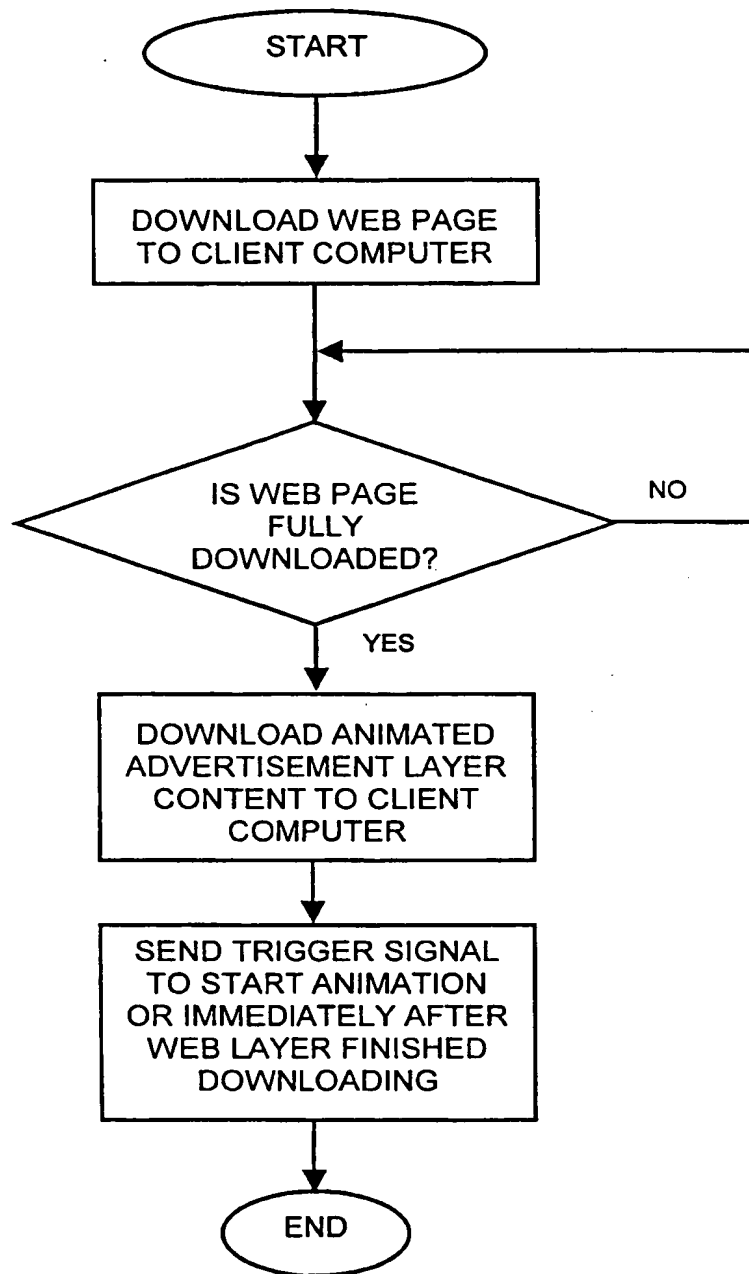 START
DOWNLOAD WEB PAGE
TO CLIENT COMPUTER
IS WEB PAGE
FULLY
DOWNLOADED?
NO
YES
DOWNLOAD ANIMATED
ADVERTISEMENT LAYER
CONTENT TO CLIENT
COMPUTER
SEND TRIGGER SIGNAL
TO START ANIMATION
OR IMMEDIATELY AFTER
WEB LAYER FINISHED
DOWNLOADING
END